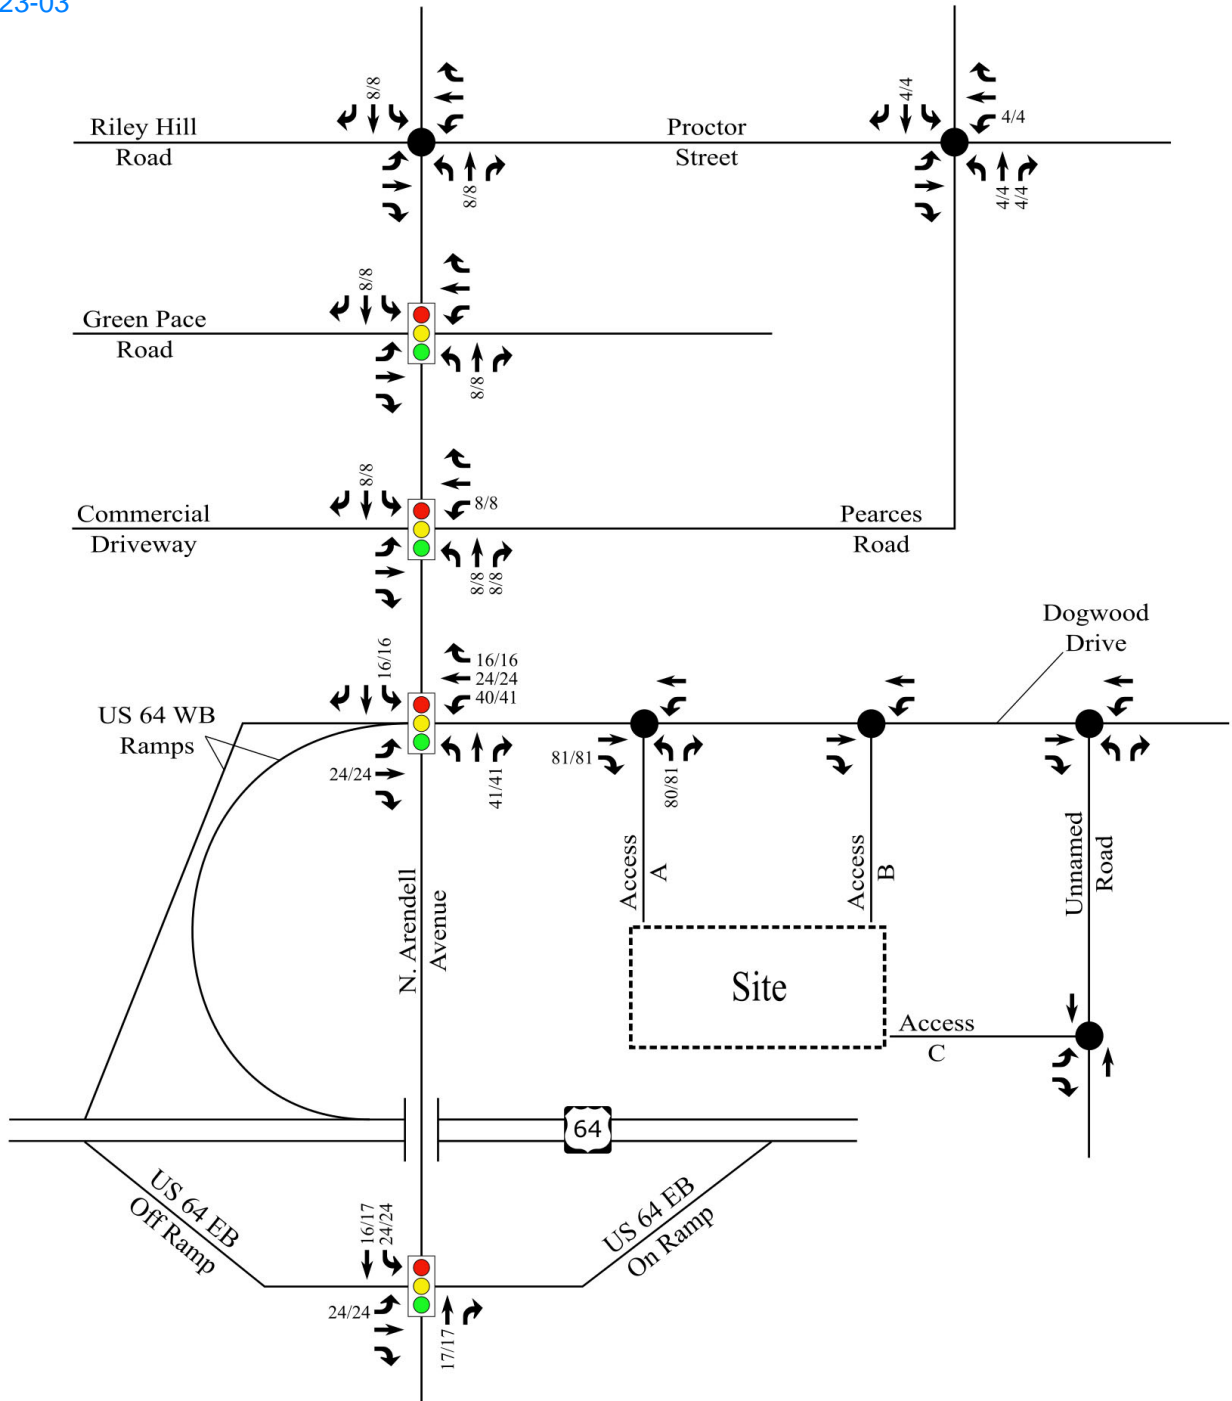 23-03
8/8
4/4
Riley Hill
Road
Proctor
Street
4/4
8/8
4/4
4/4
8/8
Green Pace
Road
8/8
8/8
8/8
Commercial
Driveway
Pearces
Road
8/8
8/8
Dogwood
Drive
16/16
16/16
24/24
40/41
US 64 WB
Ramps
24/24
41/41
81/81
80/81
N. Arendell
Avenue
Access
A
Access
B
Unnamed
Road
Site
Access
C
64
US 64 EB
Off Ramp
US 64 EB
On Ramp
16/17
24/24
24/24
17/17